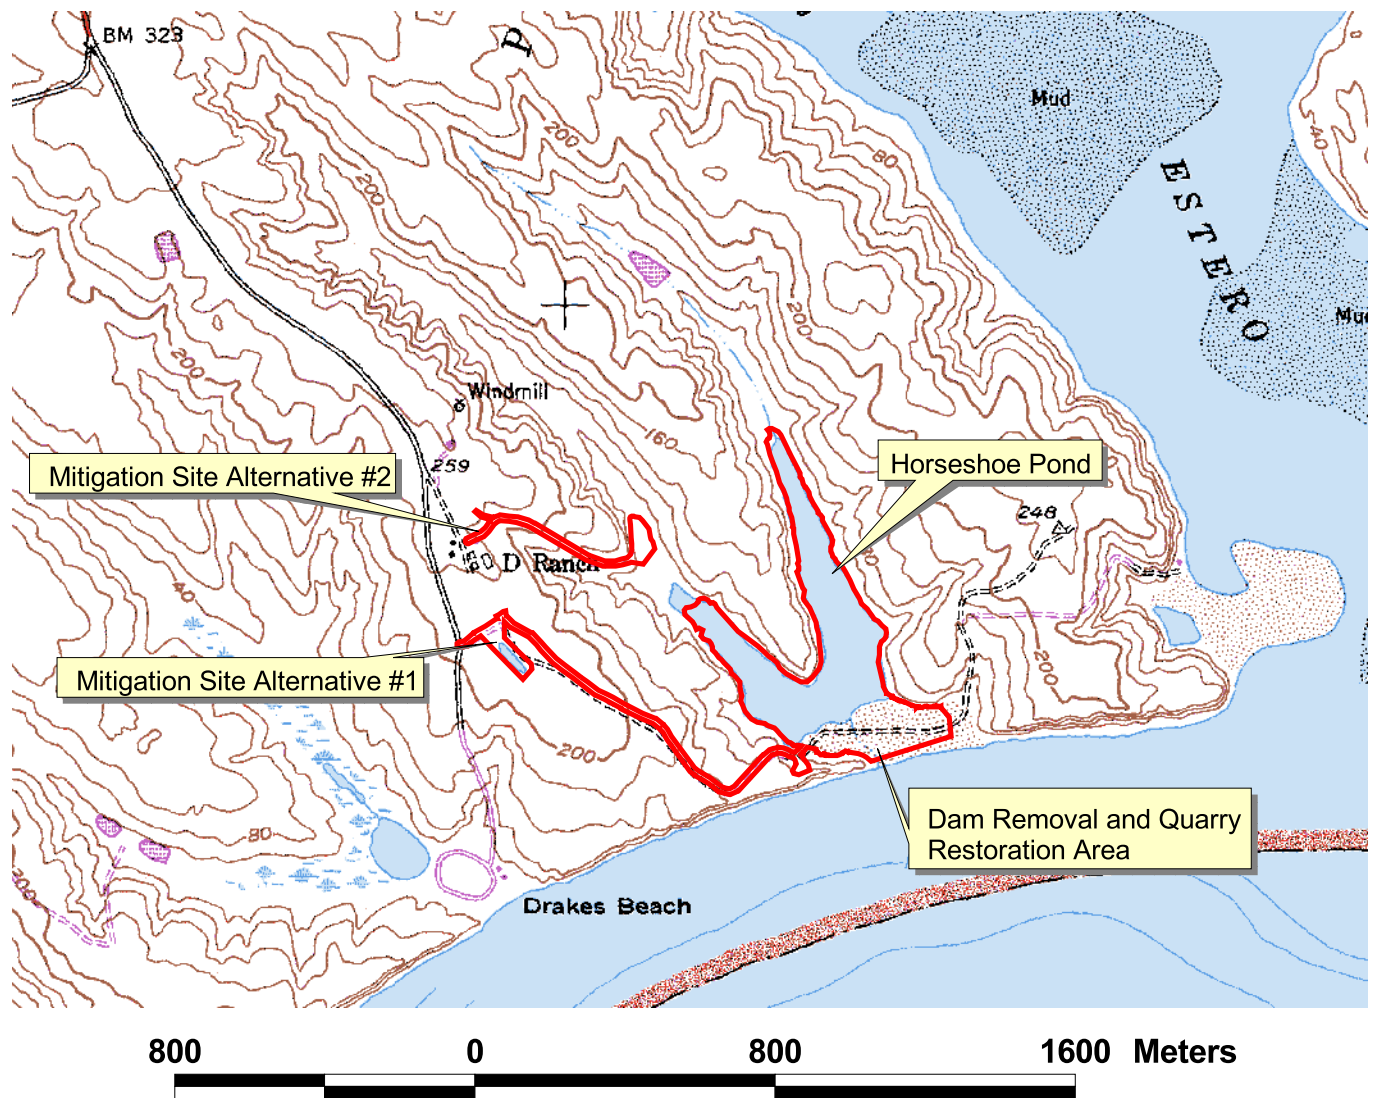 BM 323
P
Mud
200
80
40
ESTERO
200
Mud
200
200
Windmill
160
259
Mitigation Site Alternative #2
Horseshoe Pond
248
D Ranch
40
200
Mitigation Site Alternative #1
200
80
Dam Removal and Quarry
Restoration Area
200
Drakes Beach
800 0 800 1600 Meters